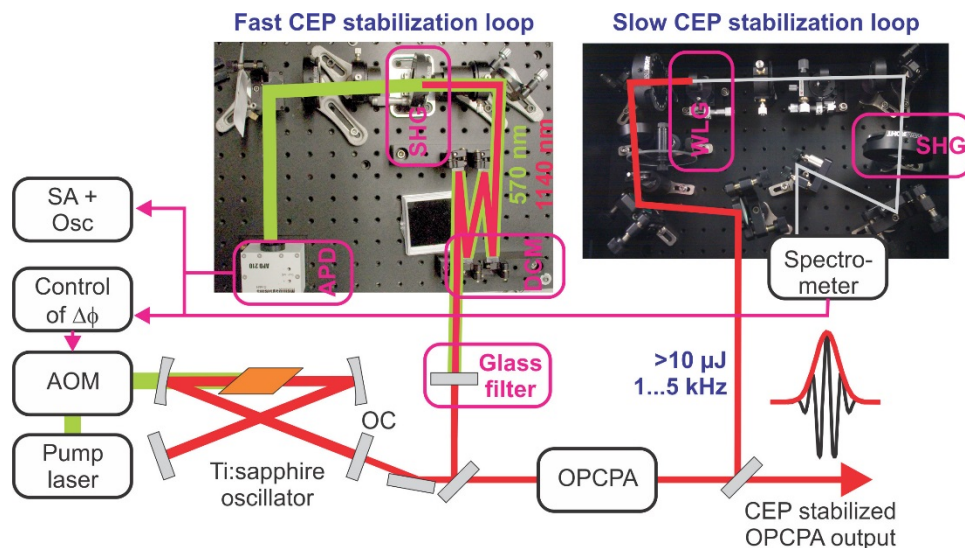 Fast CEP stabilization loop
Slow CEP stabilization loop
SHG
570 nm
1140 nm
WLG
SHG
SA +
Osc
APD
DCM
Spectro-
meter
Control
of Δϕ
Glass
filter
>10 µJ
1...5 kHz
AOM
OC
Pump
laser
Ti:sapphire
oscillator
OPCPA
CEP stabilized
OPCPA output